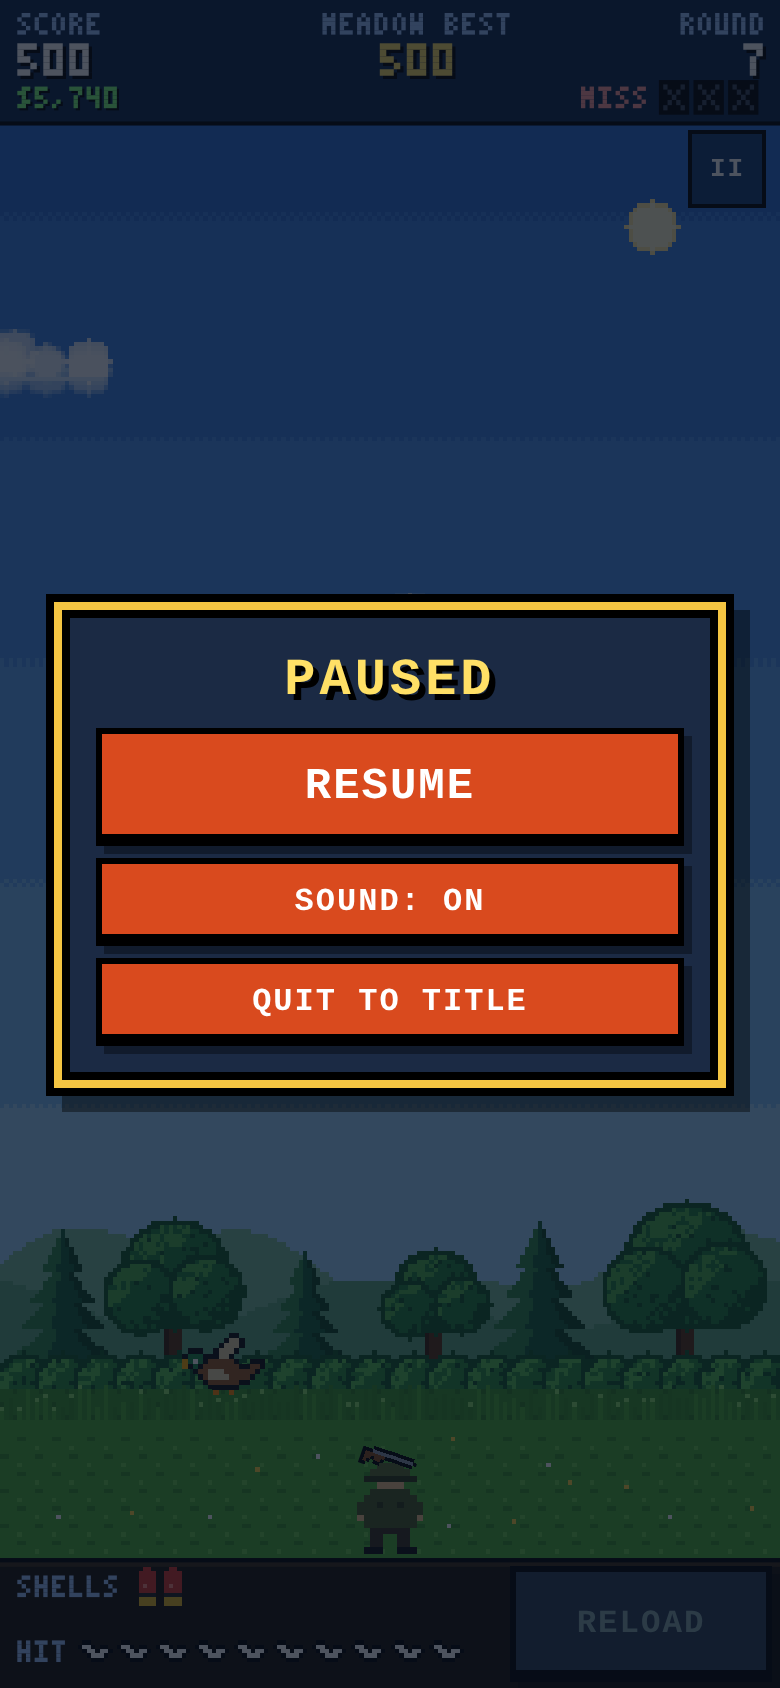 SCORE MEADOW BEST ROUND
500 500 7
$5,740 MISS X X X
II
PAUSED
RESUME
SOUND: ON
QUIT TO TITLE
SHELLS
RELOAD
HIT